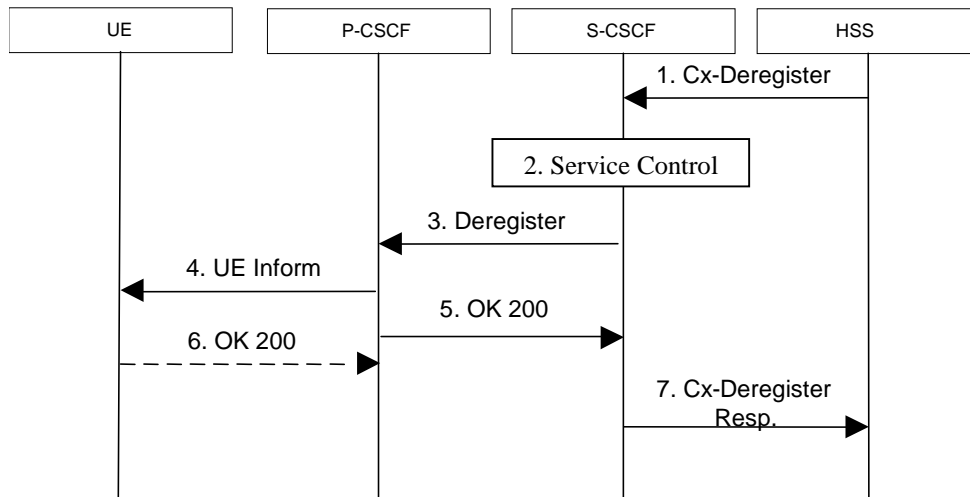 UE
P-CSCF
S-CSCF
HSS
1. Cx-Deregister
2. Service Control
3. Deregister
4. UE Inform
5. OK 200
6. OK 200
7. Cx-Deregister
Resp.